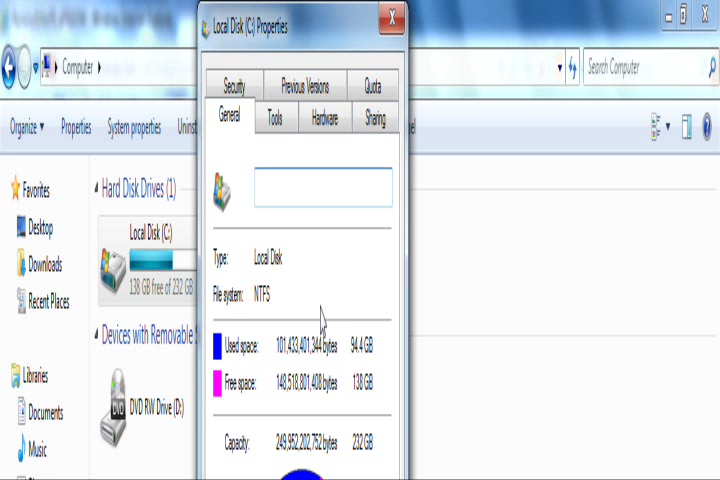 Local Disk (C:) Properties
Computer
Search Computer
Organize
Properties
System properties
Security
Previous Versions
Quota
General
Tools
Hardware
Sharing
Favorites
Desktop
Downloads
Recent Places
Libraries
Documents
Music
Hard Disk Drives (1)
Local Disk (C:)
138 GB free of 232 GB
Devices with Removable
DVD RW Drive (D:)
Type: Local Disk
File system: NTFS
Used space: 101,433,401,344 bytes 94.4 GB
Free space: 148,518,801,408 bytes 138 GB
Capacity: 249,952,202,752 bytes 232 GB